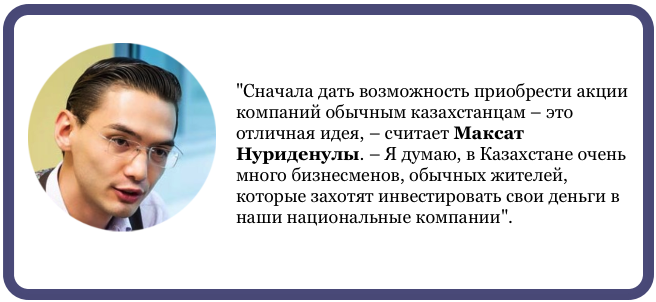 "Сначала дать возможность приобрести акции
компаний обычным казахстанцам – это
отличная идея, – считает Максат
Нуриденулы. – Я думаю, в Казахстане очень
много бизнесменов, обычных жителей,
которые захотят инвестировать свои деньги в
наши национальные компании".